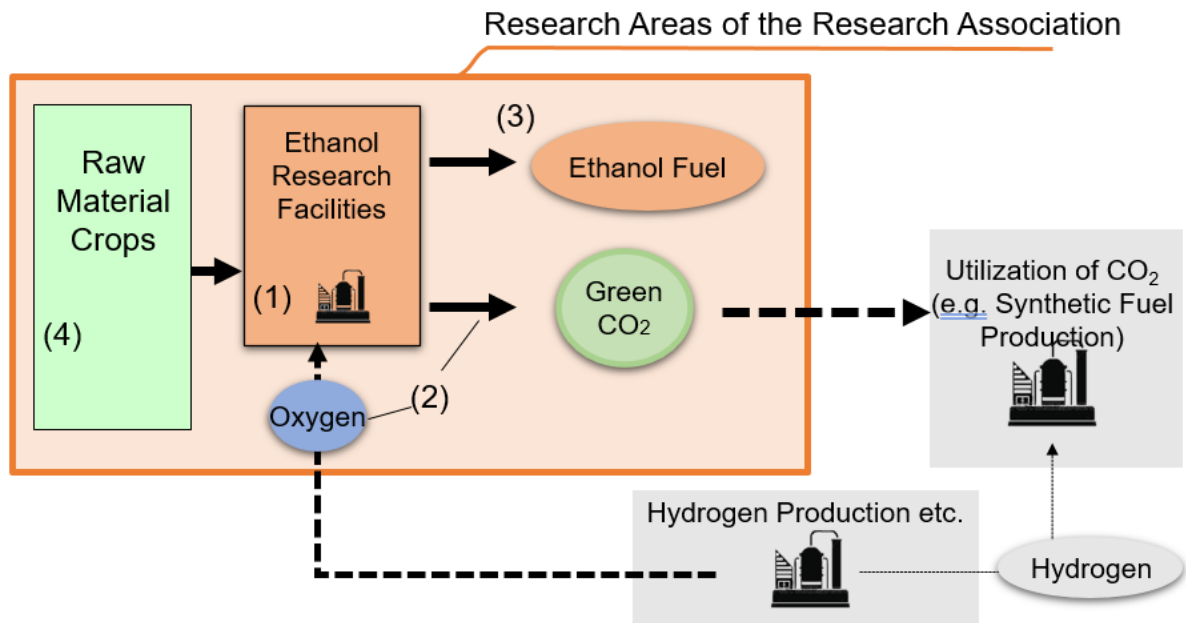 Research Areas of the Research Association
Raw
Material
Crops
(4)
Ethanol
Research
Facilities
(1)
(3)
Ethanol Fuel
Green
CO2
(2)
Oxygen
Utilization of CO2
(e.g. Synthetic Fuel
Production)
Hydrogen Production etc.
Hydrogen